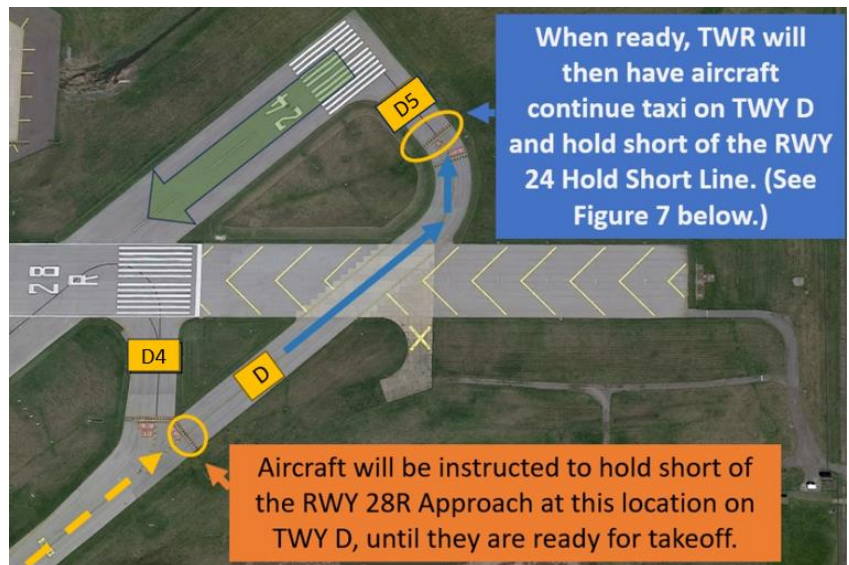 When ready, TWR will
then have aircraft
continue taxi on TWY D
and hold short of the RWY
24 Hold Short Line. (See
Figure 7 below.)
D5
24
28
R
D4
D
Aircraft will be instructed to hold short of
the RWY 28R Approach at this location on
TWY D, until they are ready for takeoff.